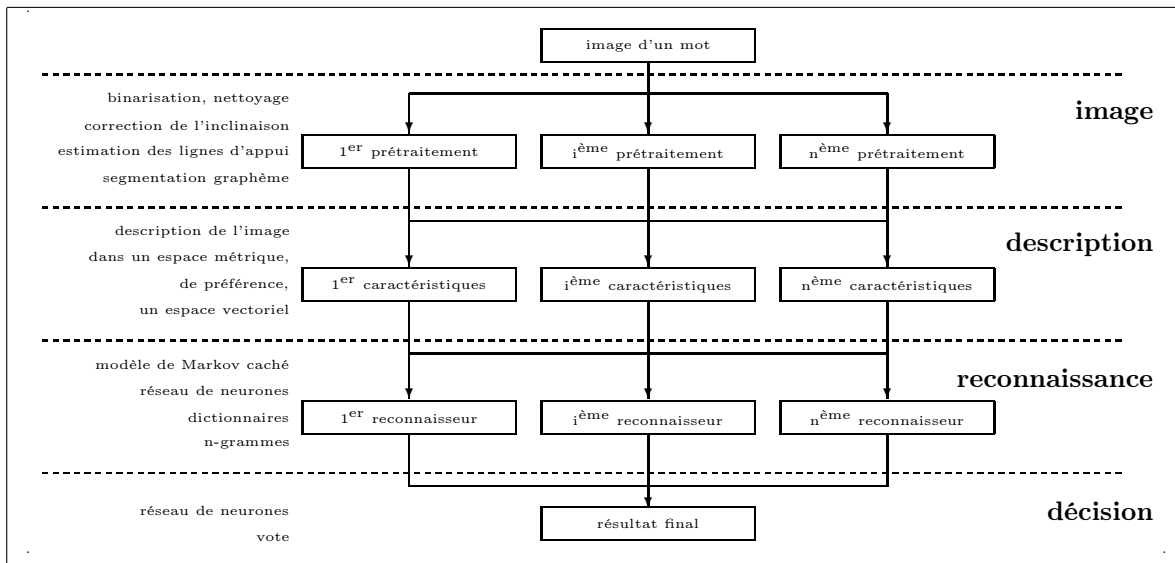 image d'un mot
binarisation, nettoyage
image
correction de l'inclinaison
estimation des lignes d'appui
1er prétraitement
ième prétraitement
nème prétraitement
segmentation graphème
description de l'image
description
dans un espace métrique,
de préférence,
1er caractéristiques
ième caractéristiques
nème caractéristiques
un espace vectoriel
modèle de Markov caché
reconnaissance
réseau de neurones
dictionnaires
1er reconnaisseur
ième reconnaisseur
nème reconnaisseur
n-grammes
réseau de neurones
décision
résultat final
vote